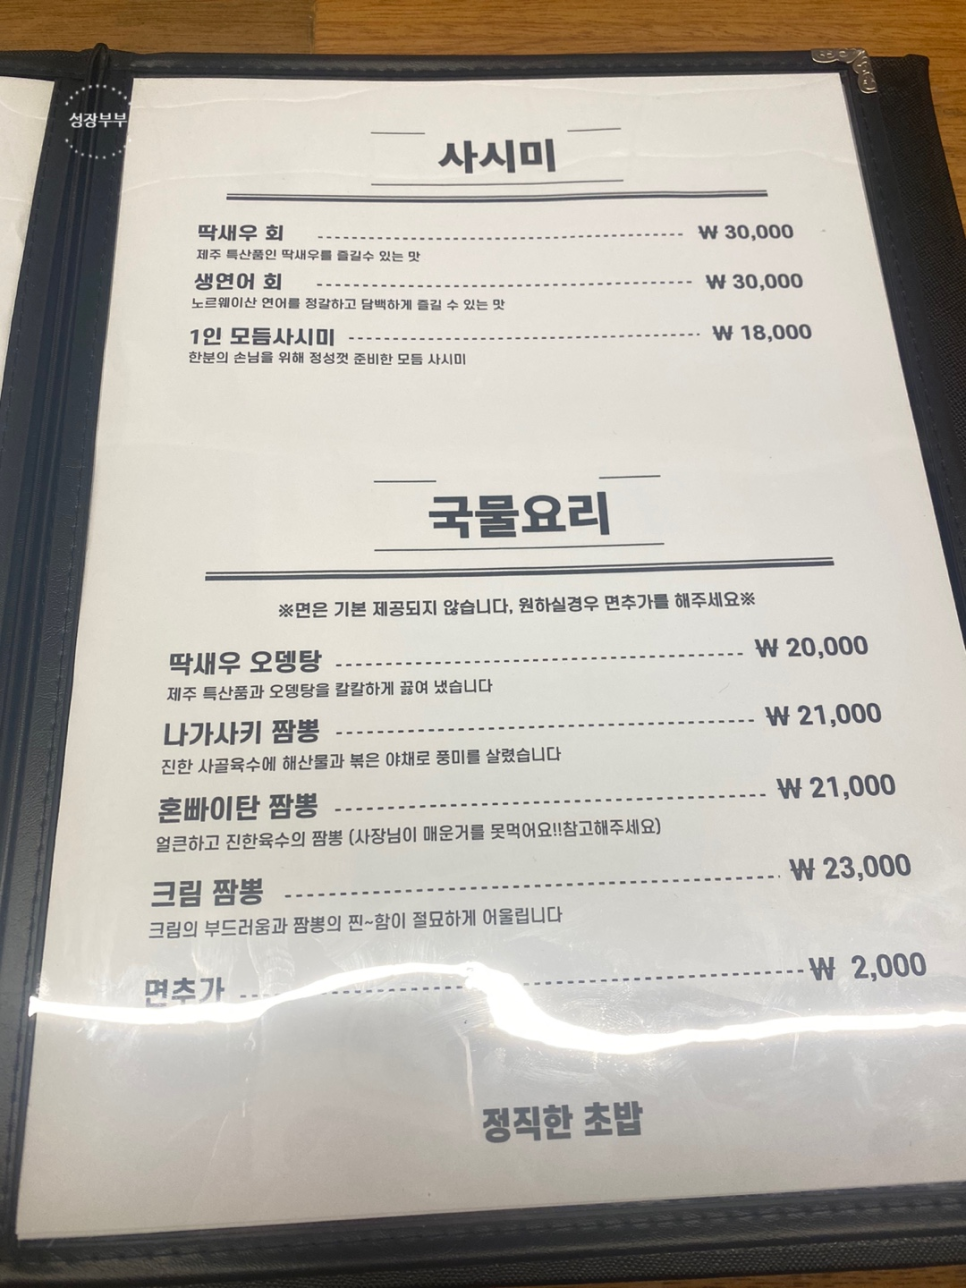 성장부부
사시미
딱새우 회 ₩ 30,000
제주 특산품인 딱새우를 즐길수 있는 맛
생연어 회 ₩ 30,000
노르웨이산 연어를 정갈하고 담백하게 즐길 수 있는 맛
1인 모듬사시미 ₩ 18,000
한분의 손님을 위해 정성껏 준비한 모듬 사시미
국물요리
※면은 기본 제공되지 않습니다, 원하실경우 면추가를 해주세요※
딱새우 오뎅탕 ₩ 20,000
제주 특산품과 오뎅탕을 칼칼하게 끓여 냈습니다
나가사키 짬뽕 ₩ 21,000
진한 사골육수에 해산물과 볶은 야채로 풍미를 살렸습니다
혼빠이탄 짬뽕 ₩ 21,000
얼큰하고 진한육수의 짬뽕 (사장님이 매운거를 못먹어요!!참고해주세요)
크림 짬뽕 ₩ 23,000
크림의 부드러움과 짬뽕의 찐~함이 절묘하게 어울립니다
면추가 ₩ 2,000
정직한 초밥